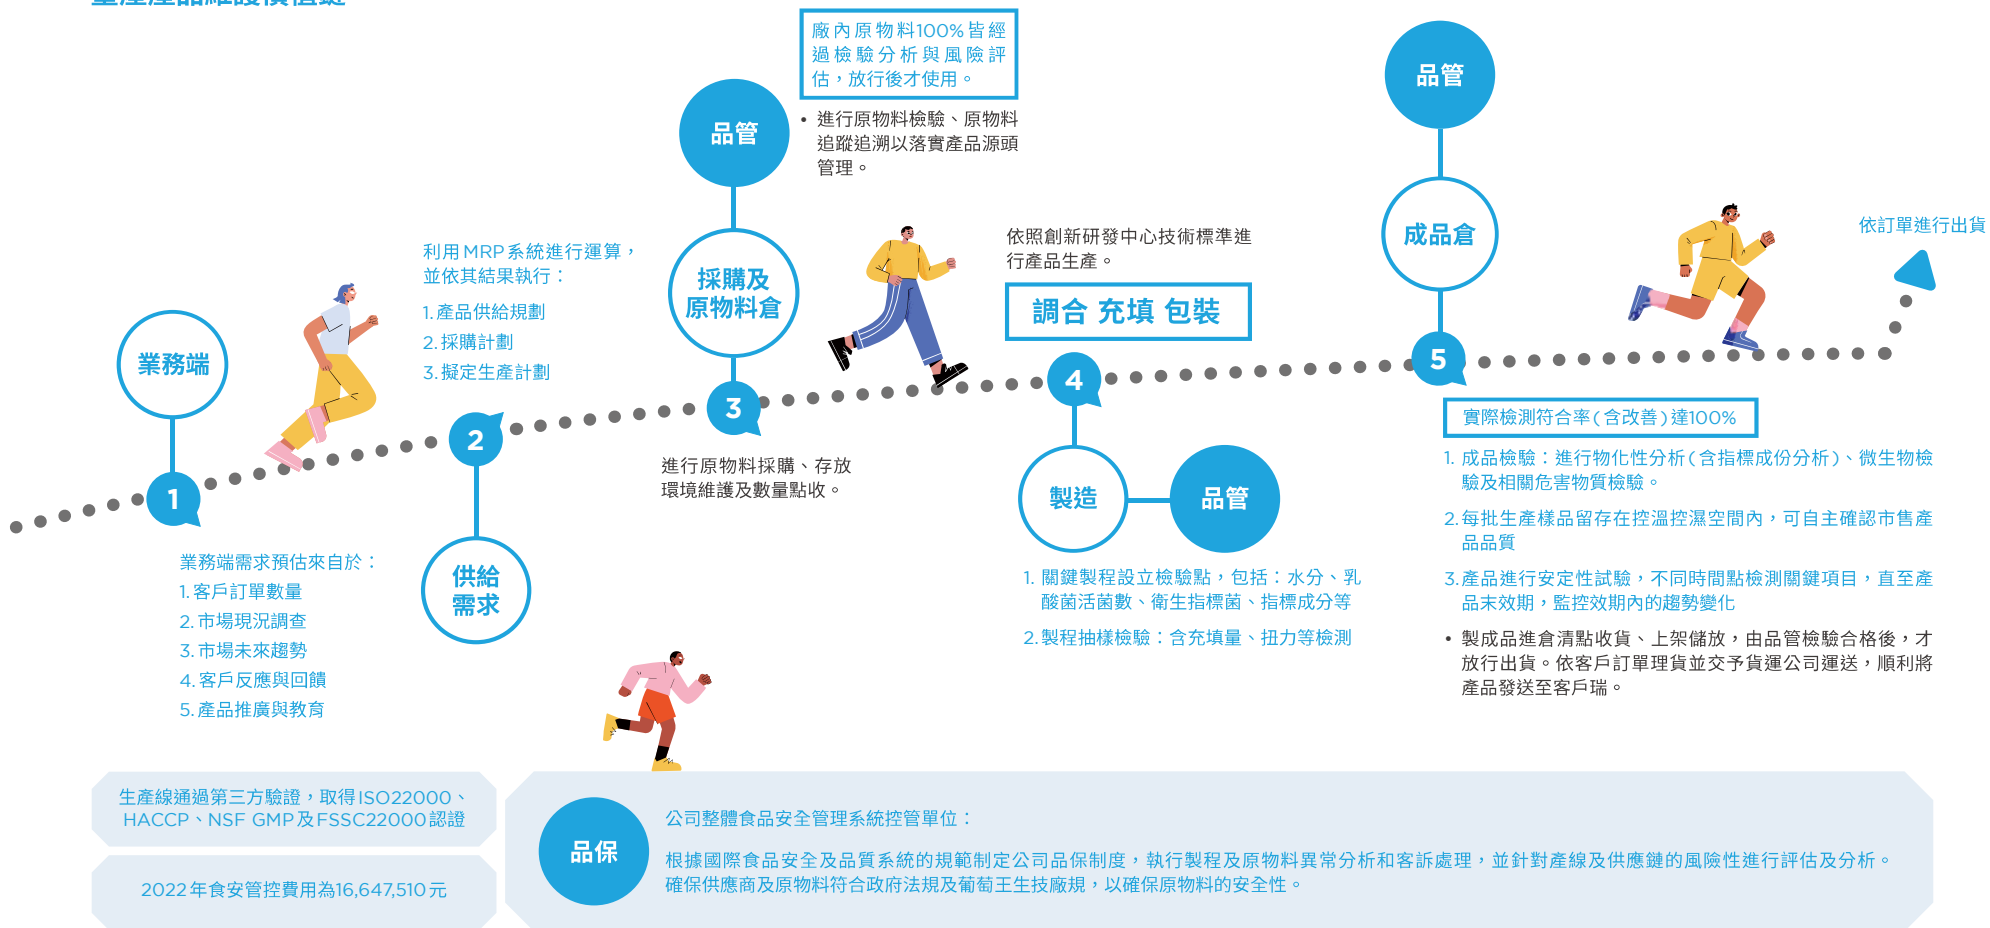 量產產品維護價值鏈
業務端
1
業務端需求預估來自於：
1.客戶訂單數量
2.市場現況調查
3.市場未來趨勢
4.客戶反應與回饋
5.產品推廣與教育
利用MRP系統進行運算，
並依其結果執行：
1.產品供給規劃
2.採購計劃
3.擬定生產計劃
2
供給
需求
廠內原物料100%皆經
過檢驗分析與風險評
估，放行後才使用。
品管
• 進行原物料檢驗、原物料
追蹤追溯以落實產品源頭
管理。
採購及
原物料倉
3
進行原物料採購、存放
環境維護及數量點收。
依照創新研發中心技術標準進
行產品生產。
調合 充填 包裝
4
製造
品管
1. 關鍵製程設立檢驗點，包括：水分、乳
酸菌活菌數、衛生指標菌、指標成分等
2.製程抽樣檢驗：含充填量、扭力等檢測
品管
成品倉
5
實際檢測符合率(含改善)達100%
1. 成品檢驗：進行物化性分析(含指標成份分析)、微生物檢
驗及相關危害物質檢驗。
2.每批生產樣品留存在控溫控濕空間內，可自主確認市售產
品品質
3.產品進行安定性試驗，不同時間點檢測關鍵項目，直至產
品末效期，監控效期內的趨勢變化
• 製成品進倉清點收貨、上架儲放，由品管檢驗合格後，才
放行出貨。依客戶訂單理貨並交予貨運公司運送，順利將
產品發送至客戶瑞。
依訂單進行出貨
生產線通過第三方驗證，取得ISO22000、
HACCP、NSF GMP及FSSC22000認證
2022年食安管控費用為16,647,510元
品保
公司整體食品安全管理系統控管單位：
根據國際食品安全及品質系統的規範制定公司品保制度，執行製程及原物料異常分析和客訴處理，並針對產線及供應鏈的風險性進行評估及分析。
確保供應商及原物料符合政府法規及葡萄王生技廠規，以確保原物料的安全性。